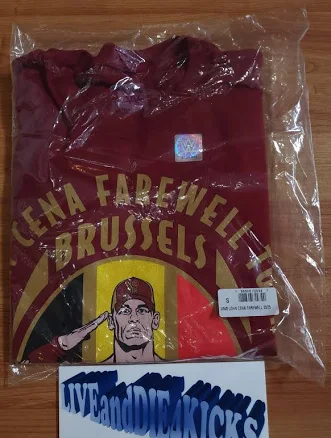 CENA FAREWELL TO
BRUSSELS
S
LIVEandDIE4KICKS